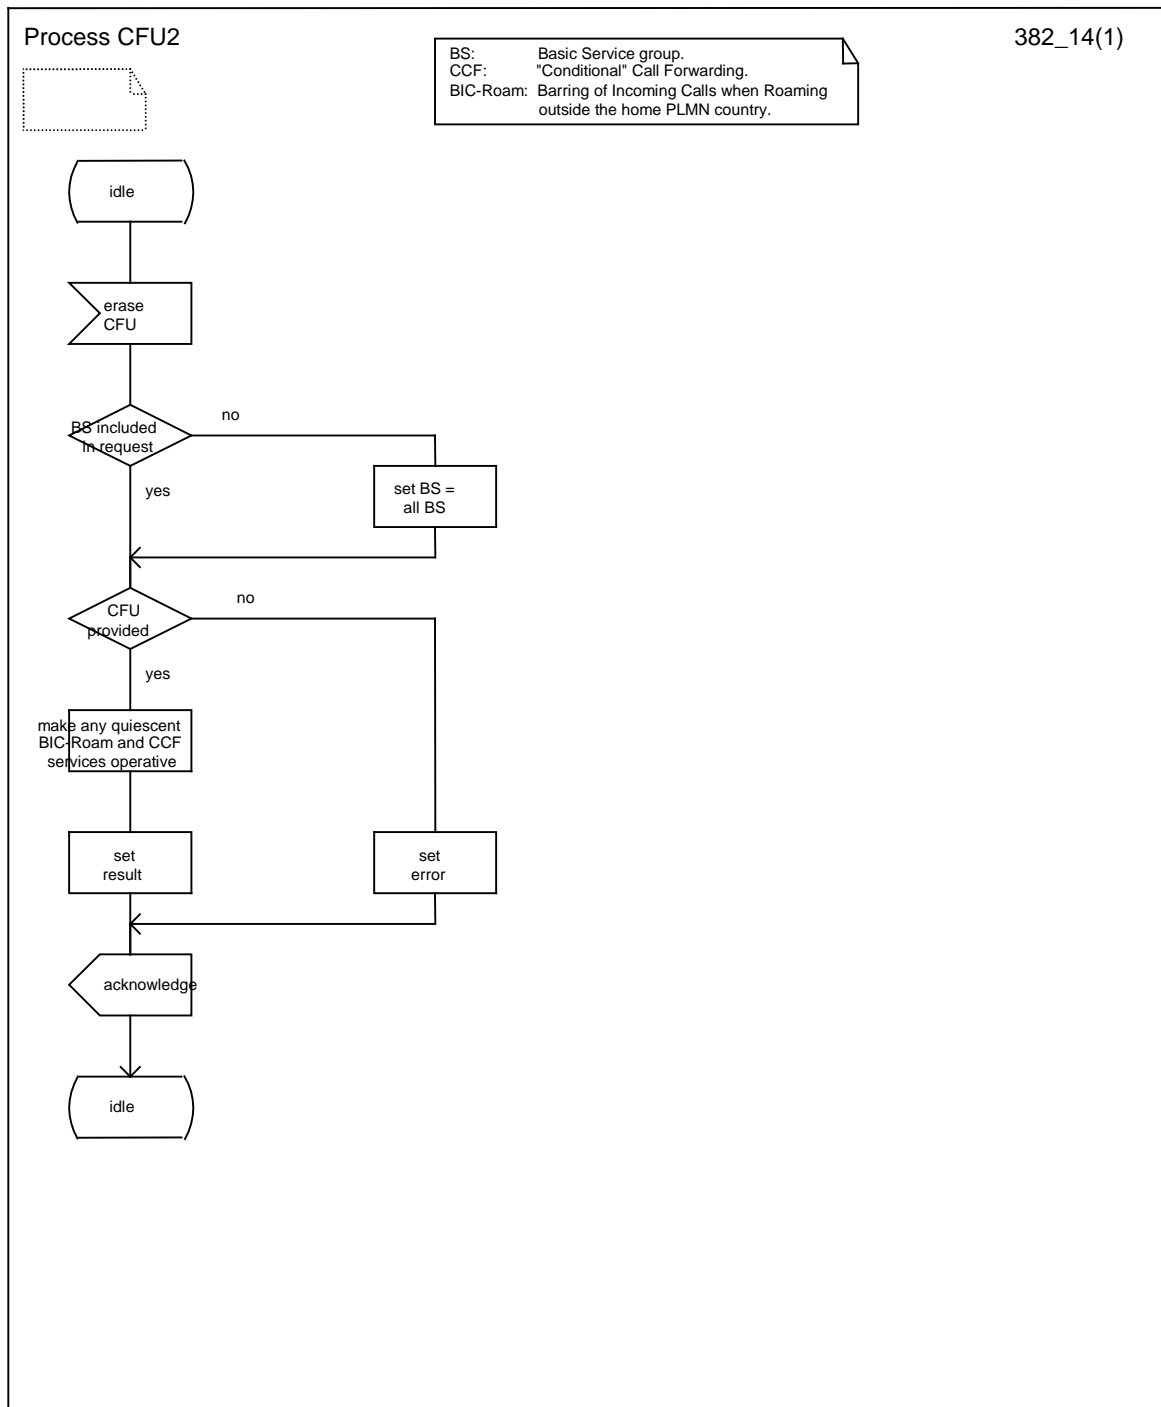 Process CFU2
382_14(1)
BS: Basic Service group.
CCF: "Conditional" Call Forwarding.
BIC-Roam: Barring of Incoming Calls when Roaming
outside the home PLMN country.
idle
erase
CFU
BS included
in request
no
yes
set BS =
all BS
CFU
provided
no
yes
make any quiescent
BIC-Roam and CCF
services operative
set
result
set
error
acknowledge
idle